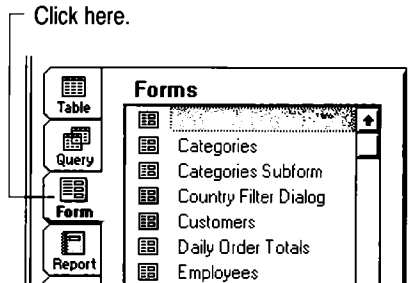 Click here.
Forms
Table
Query
Form
Report
Categories
Categories Subform
Country Filter Dialog
Customers
Daily Order Totals
Employees